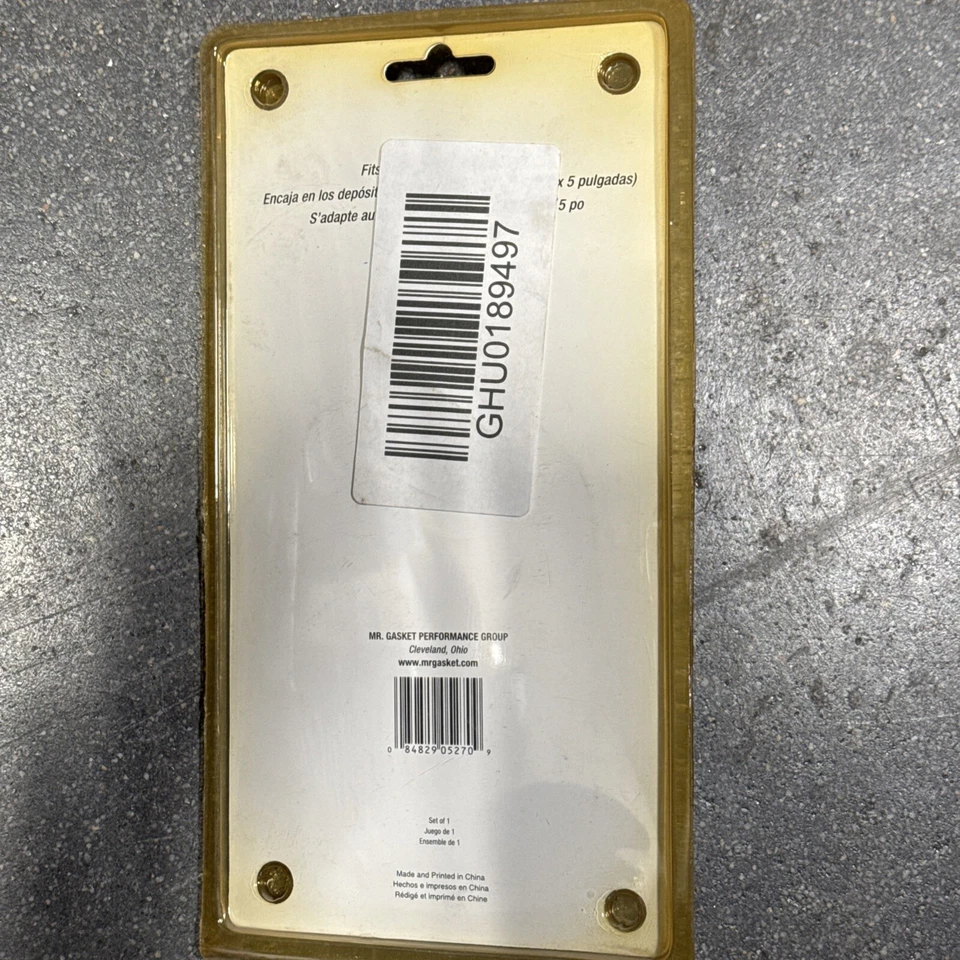 Fits
x 5 pulgadas)
Encaja en los depósit
5 po
S'adapte au
GHU0189497
MR. GASKET PERFORMANCE GROUP
Cleveland, Ohio
www.mrgasket.com
0 84829 05270 9
Set of 1
Juego de 1
Ensemble de 1
Made and Printed in China
Hechos e impresos en China
Rédigé et imprimé en Chine